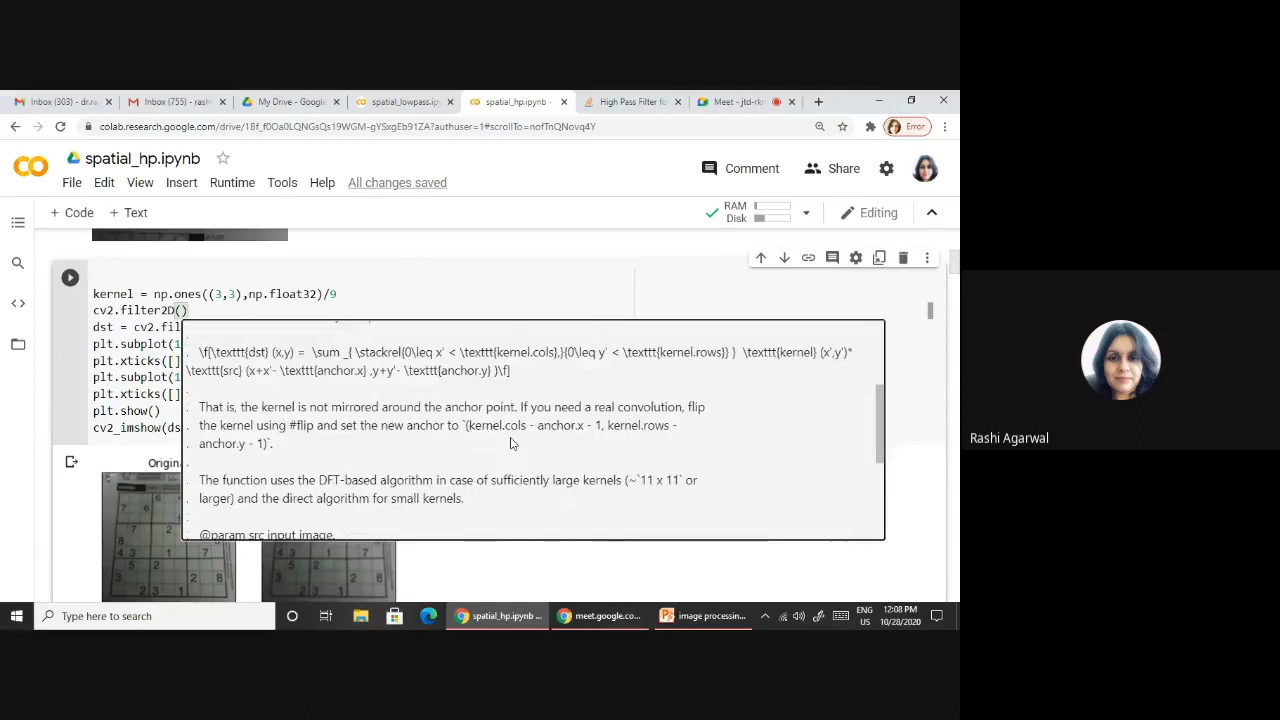 Inbox (303) - dr.ra
Inbox (755) - rash
My Drive - Google
spatial_lowpass.ip
spatial_hp.ipynb -
High Pass Filter fo
Meet - jtd-rkn
colab.research.google.com/drive/
?authuser=1#scrollTo=nofTnQNovq4Y
Error
spatial_hp.ipynb
Comment
Share
File Edit View Insert Runtime Tools Help All changes saved
+ Code + Text
RAM
Disk
Editing
kernel = np.ones((3,3),np.float32)/9
cv2.filter2D()
dst = cv2.fil
plt.subplot(1
plt.xticks([]
plt.subplot(1
plt.xticks([]
plt.show()
cv2_imshow(ds
\f[\texttt{dst} (x,y) = \sum _{ \stackrel{0\leq x' < \texttt{kernel.cols},}{0\leq y' < \texttt{kernel.rows}} } \texttt{kernel} (x',y')*
\texttt{src} (x+x'- \texttt{anchor.x} ,y+y'- \texttt{anchor.y} )\f]
That is, the kernel is not mirrored around the anchor point. If you need a real convolution, flip
the kernel using #flip and set the new anchor to `(kernel.cols - anchor.x - 1, kernel.rows -
anchor.y - 1)`.
The function uses the DFT-based algorithm in case of sufficiently large kernels (~`11 x 11` or
larger) and the direct algorithm for small kernels.
@param src input image.
Origina
Rashi Agarwal
Type here to search
spatial_hp.ipynb ...
meet.google.co...
image processin...
ENG
US
12:08 PM
10/28/2020